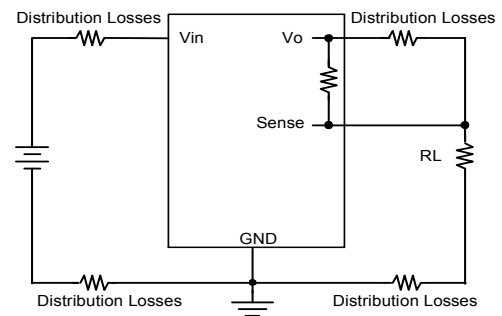 Distribution Losses
Distribution Losses
Vin
Vo
Sense
RL
GND
Distribution Losses
Distribution Losses